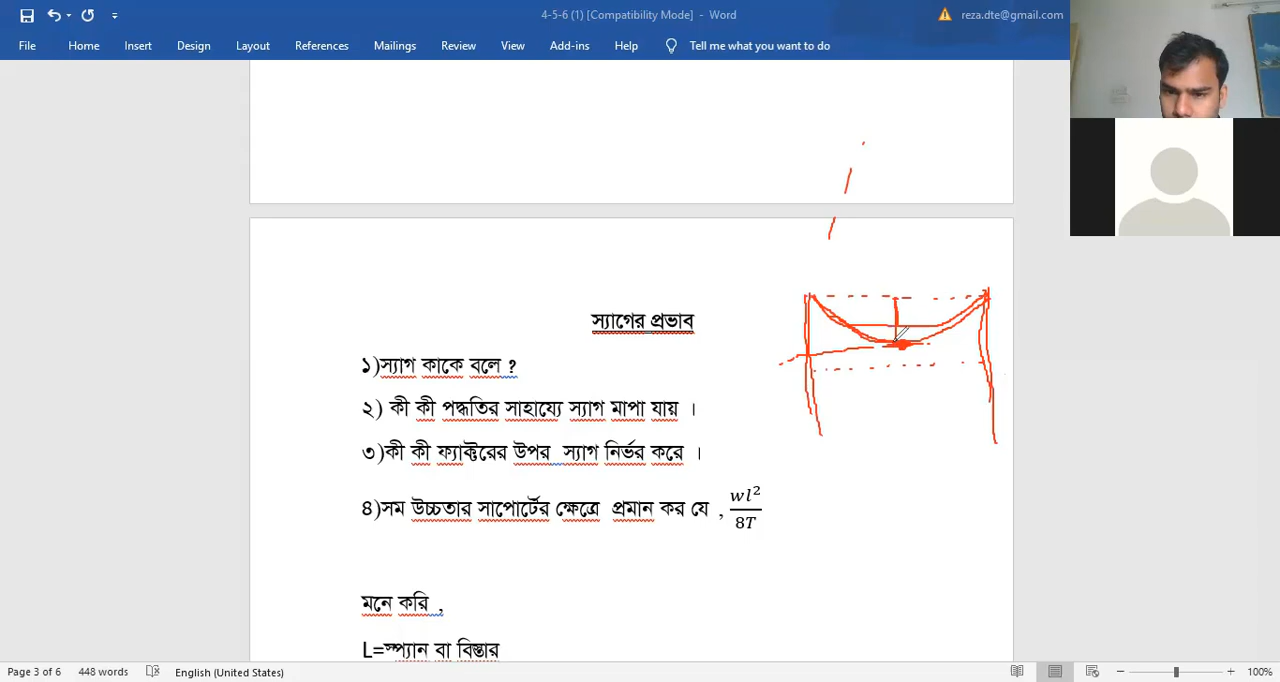 4-5-6 (1) [Compatibility Mode] - Word
reza.dte@gmail.com
File Home Insert Design Layout References Mailings Review View Add-ins Help Tell me what you want to do
স্যাগের প্রভাব
১)স্যাগ কাকে বলে ?
২) কী কী পদ্ধতির সাহায্যে স্যাগ মাপা যায় ।
৩)কী কী ফ্যাক্টরের উপর স্যাগ নির্ভর করে ।
৪)সম উচ্চতার সাপোর্টের ক্ষেত্রে প্রমান কর যে , wl²/8T
মনে করি ,
L=স্প্যান বা বিস্তার
Page 3 of 6 448 words English (United States) 100%